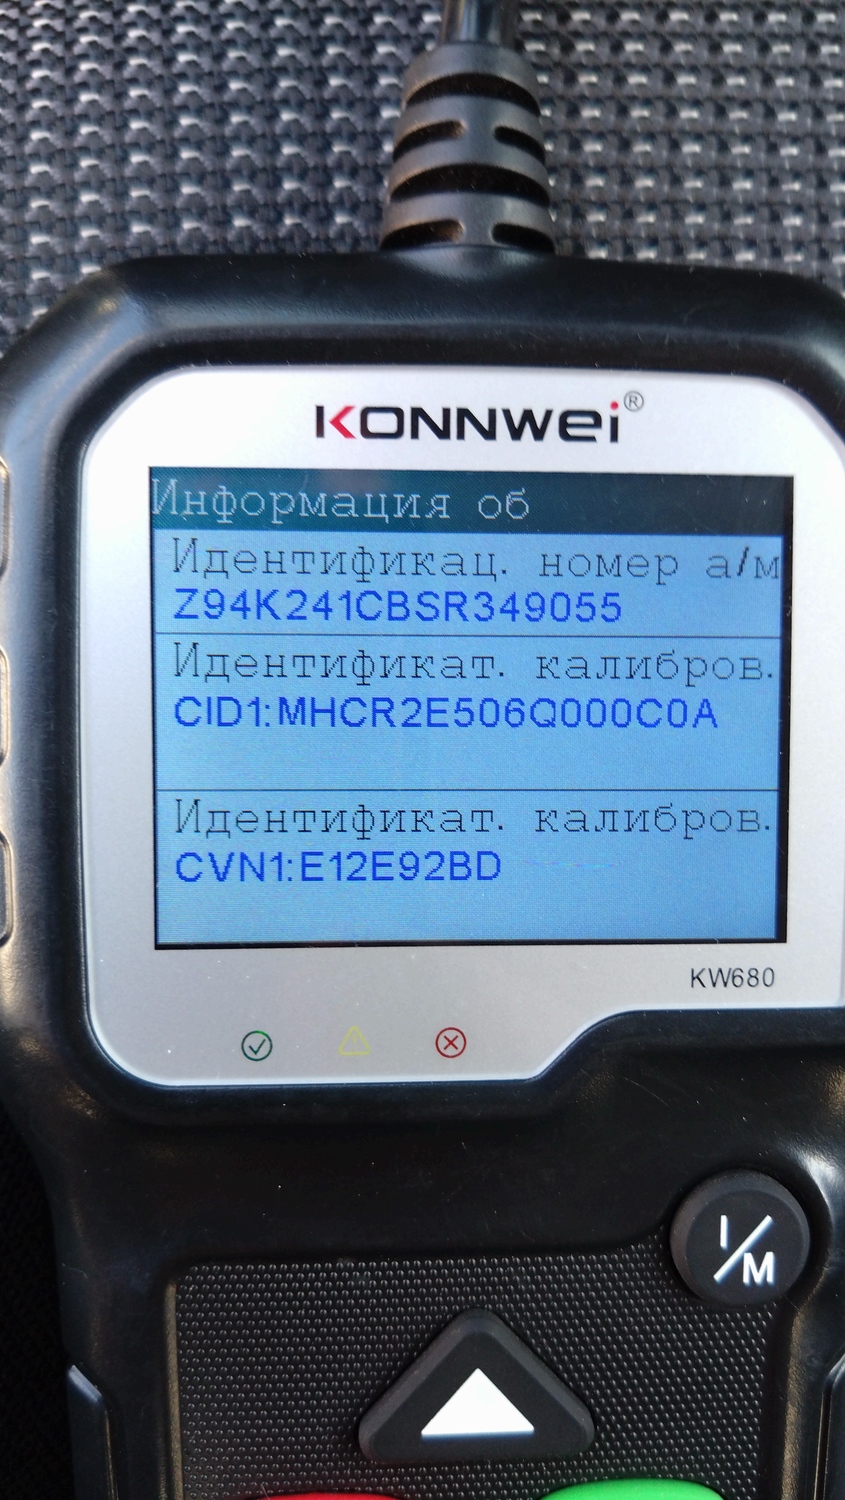 KONNWEI®
Информация об
Идентификац. номер а/м
Z94K241CBSR349055
Идентификат. калибров.
CID1:MHCR2E506Q000C0A
Идентификат. калибров.
CVN1:E12E92BD
KW680
I/M